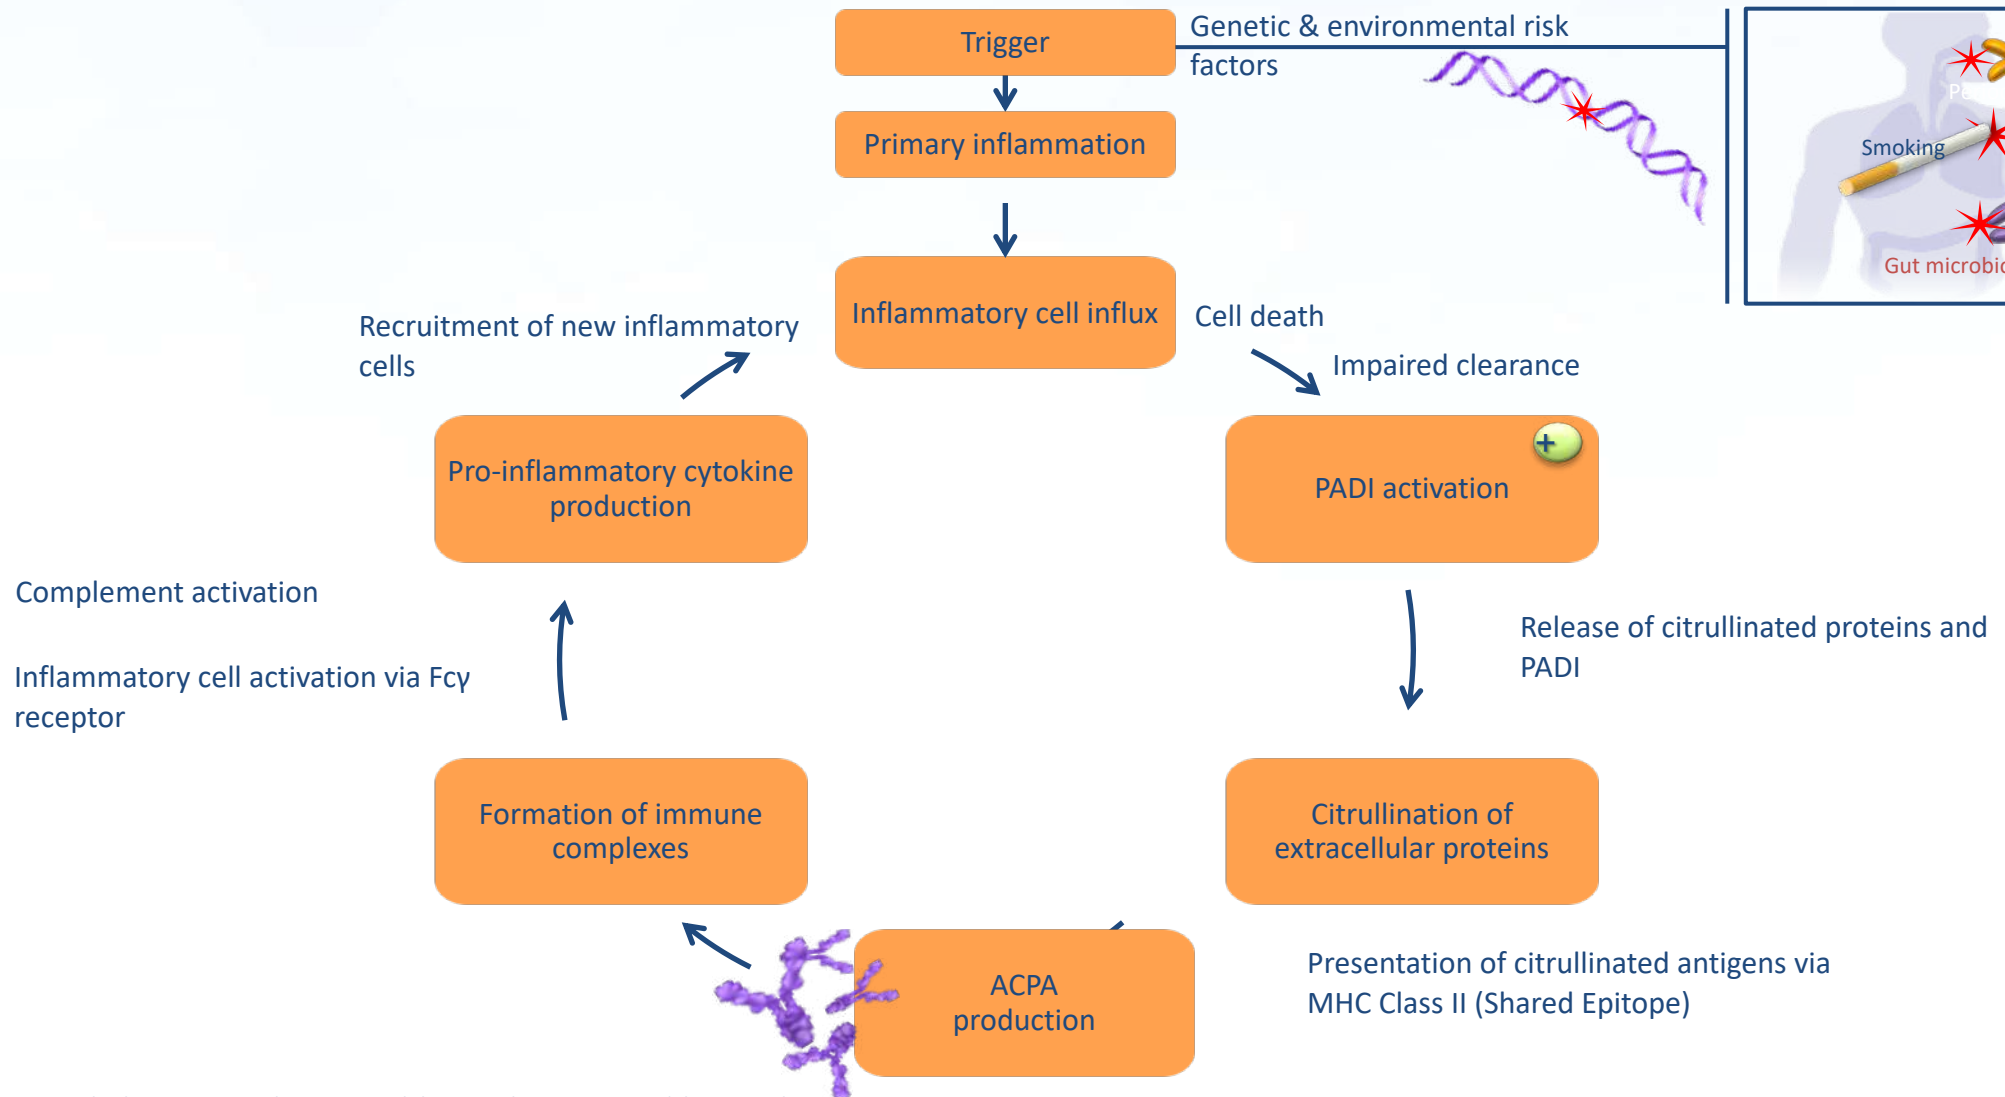 Trigger
Genetic & environmental risk
factors
Primary inflammation
Smoking
Gut
Inflammatory cell influx
Cell death
Recruitment of new inflammatory
cells
Impaired clearance
Pro-inflammatory cytokine
production
+
PADI activation
Complement activation
Release of citrullinated proteins and
PADI
Inflammatory cell activation via Fcγ
receptor
Formation of immune
complexes
Citrullination of
extracellular proteins
Presentation of citrullinated antigens via
MHC Class II (Shared Epitope)
ACPA
production